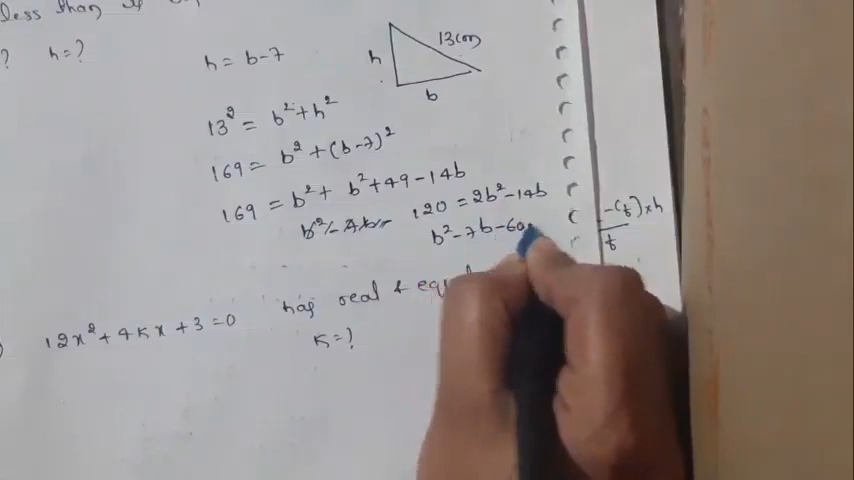 less than
? h=?
h = b-7
h
13cm
b
13² = b²+h²
169 = b²+(b-7)²
169 = b²+ b²+49-14b
120 = 2b²-14b
b²-7b-60
12x²+4kx+3=0 has real & equ
k=?